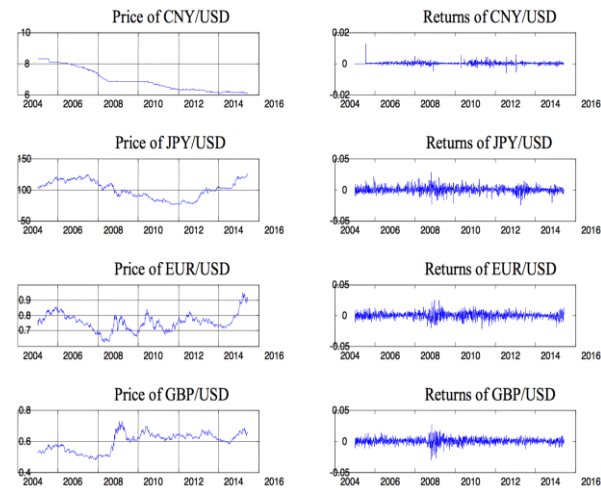 Price of CNY/USD
10
8
6
2004 2006 2008 2010 2012 2014 2016
Returns of CNY/USD
0.02
0
-0.02
2004 2006 2008 2010 2012 2014 2016
Price of JPY/USD
150
100
50
2004 2006 2008 2010 2012 2014 2016
Returns of JPY/USD
0.05
0
-0.05
2004 2006 2008 2010 2012 2014 2016
Price of EUR/USD
0.9
0.8
0.7
2004 2006 2008 2010 2012 2014 2016
Returns of EUR/USD
0.05
0
-0.05
2004 2006 2008 2010 2012 2014 2016
Price of GBP/USD
0.8
0.6
0.4
2004 2006 2008 2010 2012 2014 2016
Returns of GBP/USD
0.05
0
-0.05
2004 2006 2008 2010 2012 2014 2016